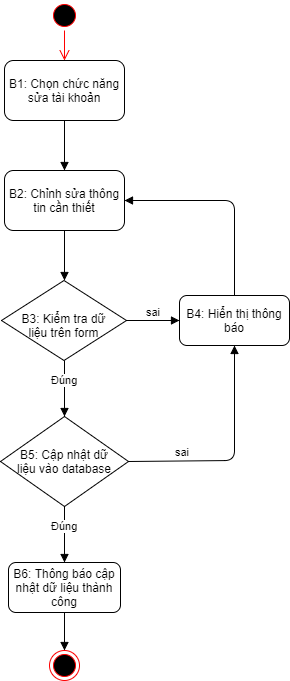 B1: Chọn chức năng
sửa tài khoản
B2: Chỉnh sửa thông
tin cần thiết
B3: Kiểm tra dữ
liệu trên form
sai
B4: Hiển thị thông
báo
Đúng
B5: Cập nhật dữ
liệu vào database
sai
Đúng
B6: Thông báo cập
nhật dữ liệu thành
công